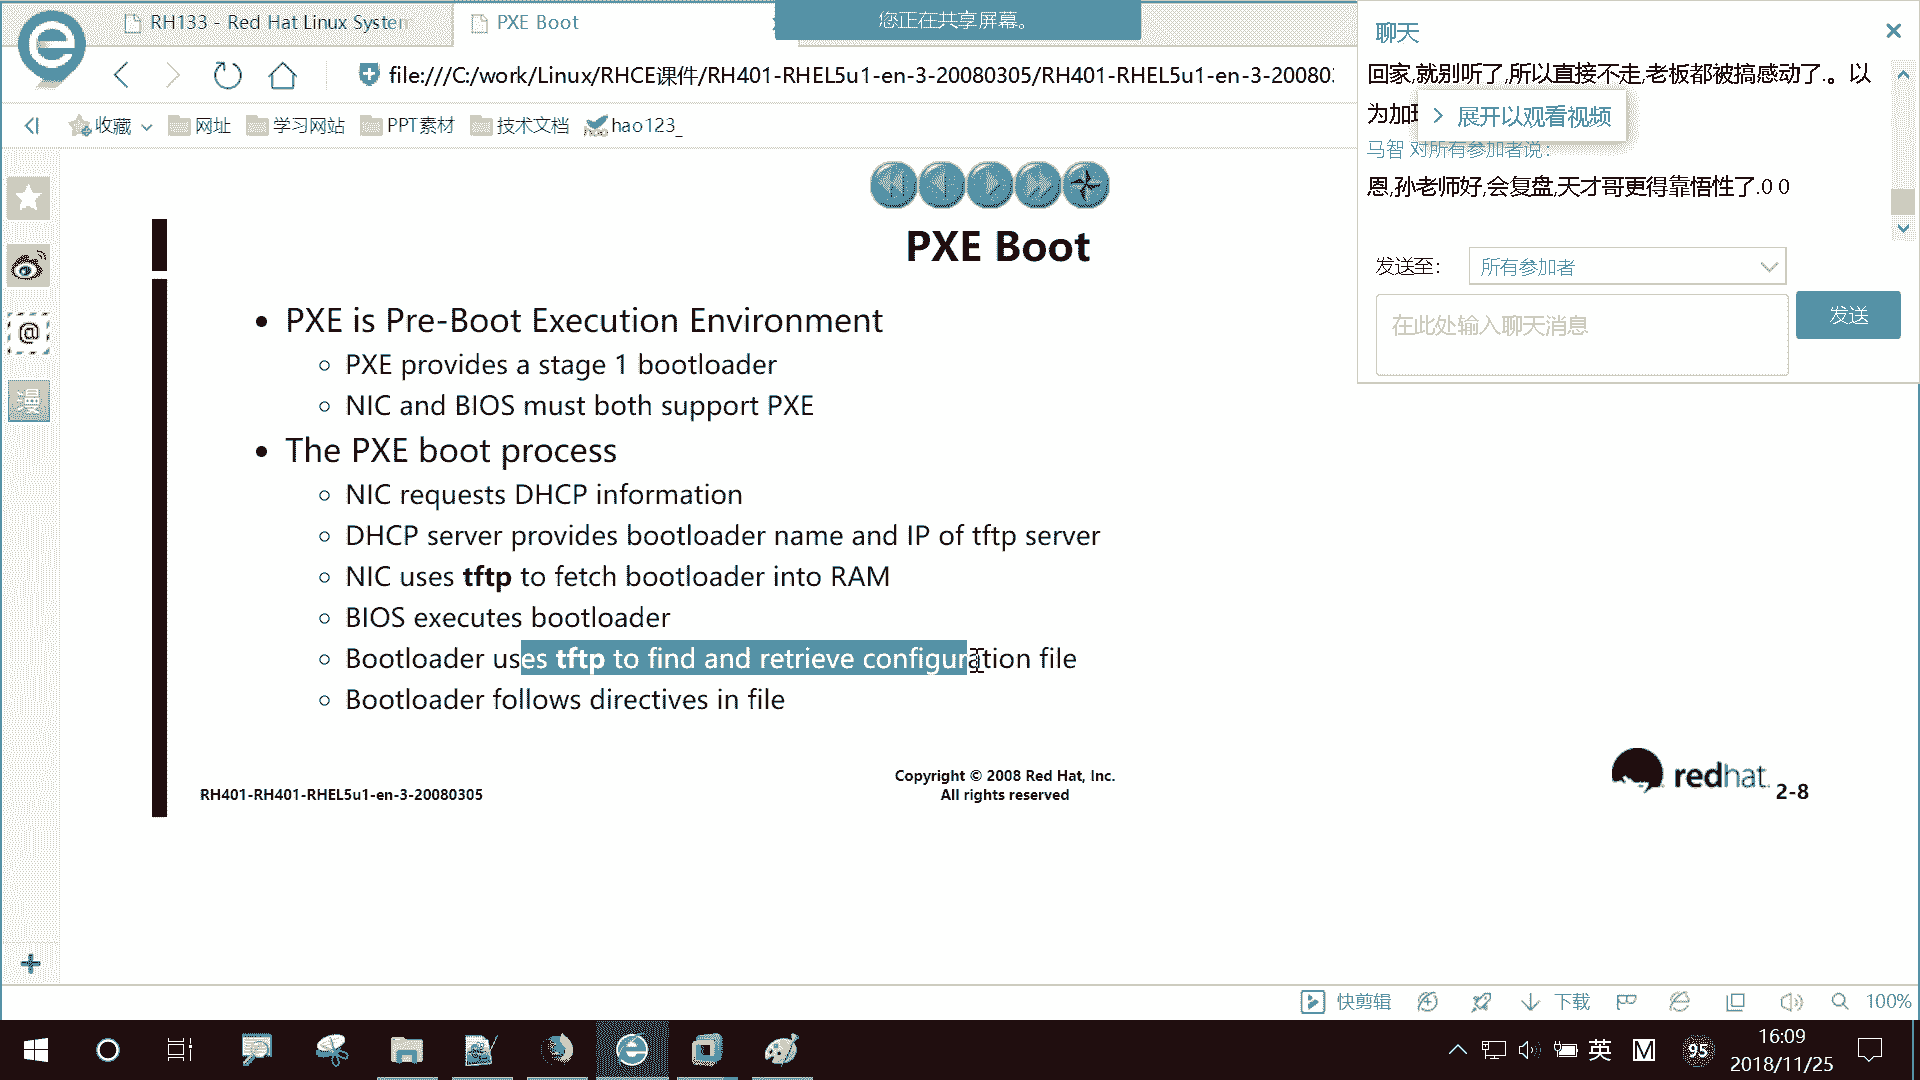 RH133 - Red Hat Linux System
PXE Boot
您正在共享屏幕。
聊天
file:///C:/work/Linux/RHCE课件/RH401-RHEL5u1-en-3-20080305/RH401-RHEL5u1-en-3-20080
回家,就别听了,所以直接不走,老板都被搞感动了.。以
为加
展开以观看视频
收藏
网址
学习网站
PPT素材
技术文档
hao123_
马智 对所有参加者说:
恩,孙老师好,会复盘,天才哥更得靠悟性了.0 0
PXE Boot
发送至:
所有参加者
在此处输入聊天消息
发送
• PXE is Pre-Boot Execution Environment
◦ PXE provides a stage 1 bootloader
◦ NIC and BIOS must both support PXE
• The PXE boot process
◦ NIC requests DHCP information
◦ DHCP server provides bootloader name and IP of tftp server
◦ NIC uses tftp to fetch bootloader into RAM
◦ BIOS executes bootloader
◦ Bootloader uses tftp to find and retrieve configuration file
◦ Bootloader follows directives in file
@
漫
RH401-RH401-RHEL5u1-en-3-20080305
Copyright © 2008 Red Hat, Inc.
All rights reserved
redhat.
2-8
快剪辑
下载
100%
英
M
95
16:09
2018/11/25